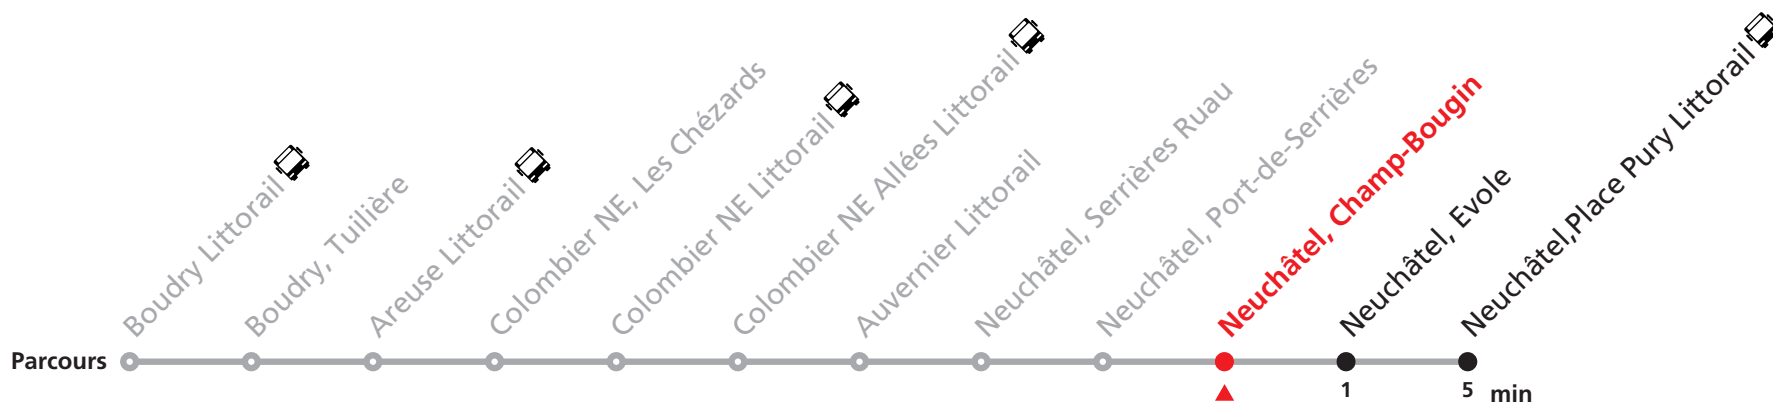 Boudry Littorail
Boudry, Tuilière
Areuse Littorail
Colombier NE, Les Chézards
Colombier NE Littorail
Colombier NE Allées Littorail
Auvernier Littorail
Neuchâtel, Serrières Ruau
Neuchâtel, Port-de-Serrières
Neuchâtel, Champ-Bougin
Neuchâtel, Evole
Neuchâtel,Place Pury Littorail
Parcours
1
5 min